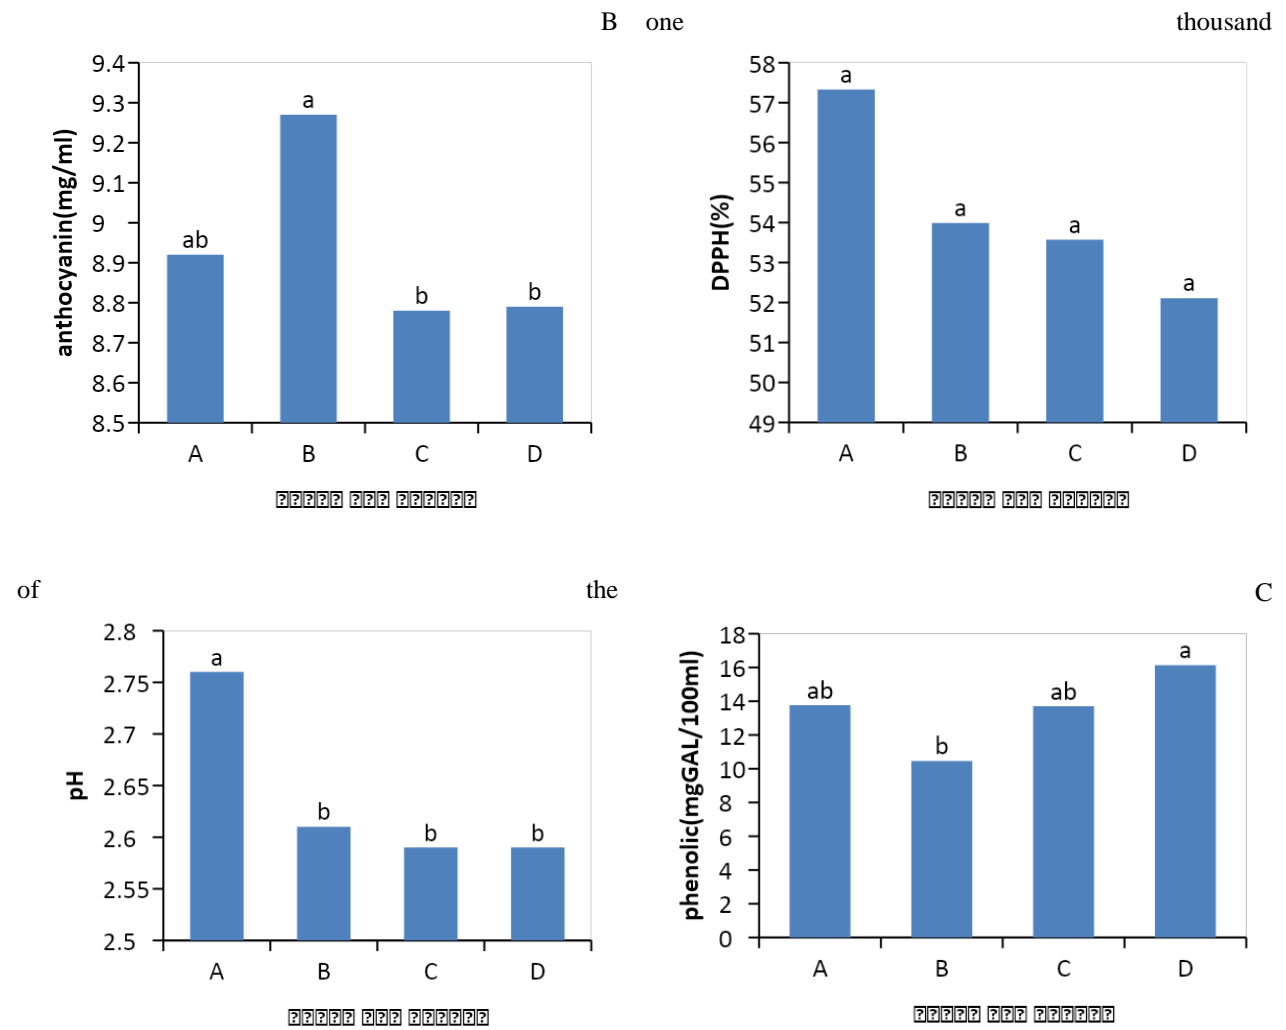 B one thousand
9.4
9.3
9.2
9.1
9
8.9
8.8
8.7
8.6
8.5
anthocyanin(mg/ml)
ab
a
b
b
A B C D
58
57
56
55
54
53
52
51
50
49
DPPH(%)
a
a
a
a
A B C D
of the C
2.8
2.75
2.7
2.65
2.6
2.55
2.5
pH
a
b
b
b
A B C D
18
16
14
12
10
8
6
4
2
0
phenolic(mgGAL/100ml)
ab
b
ab
a
A B C D